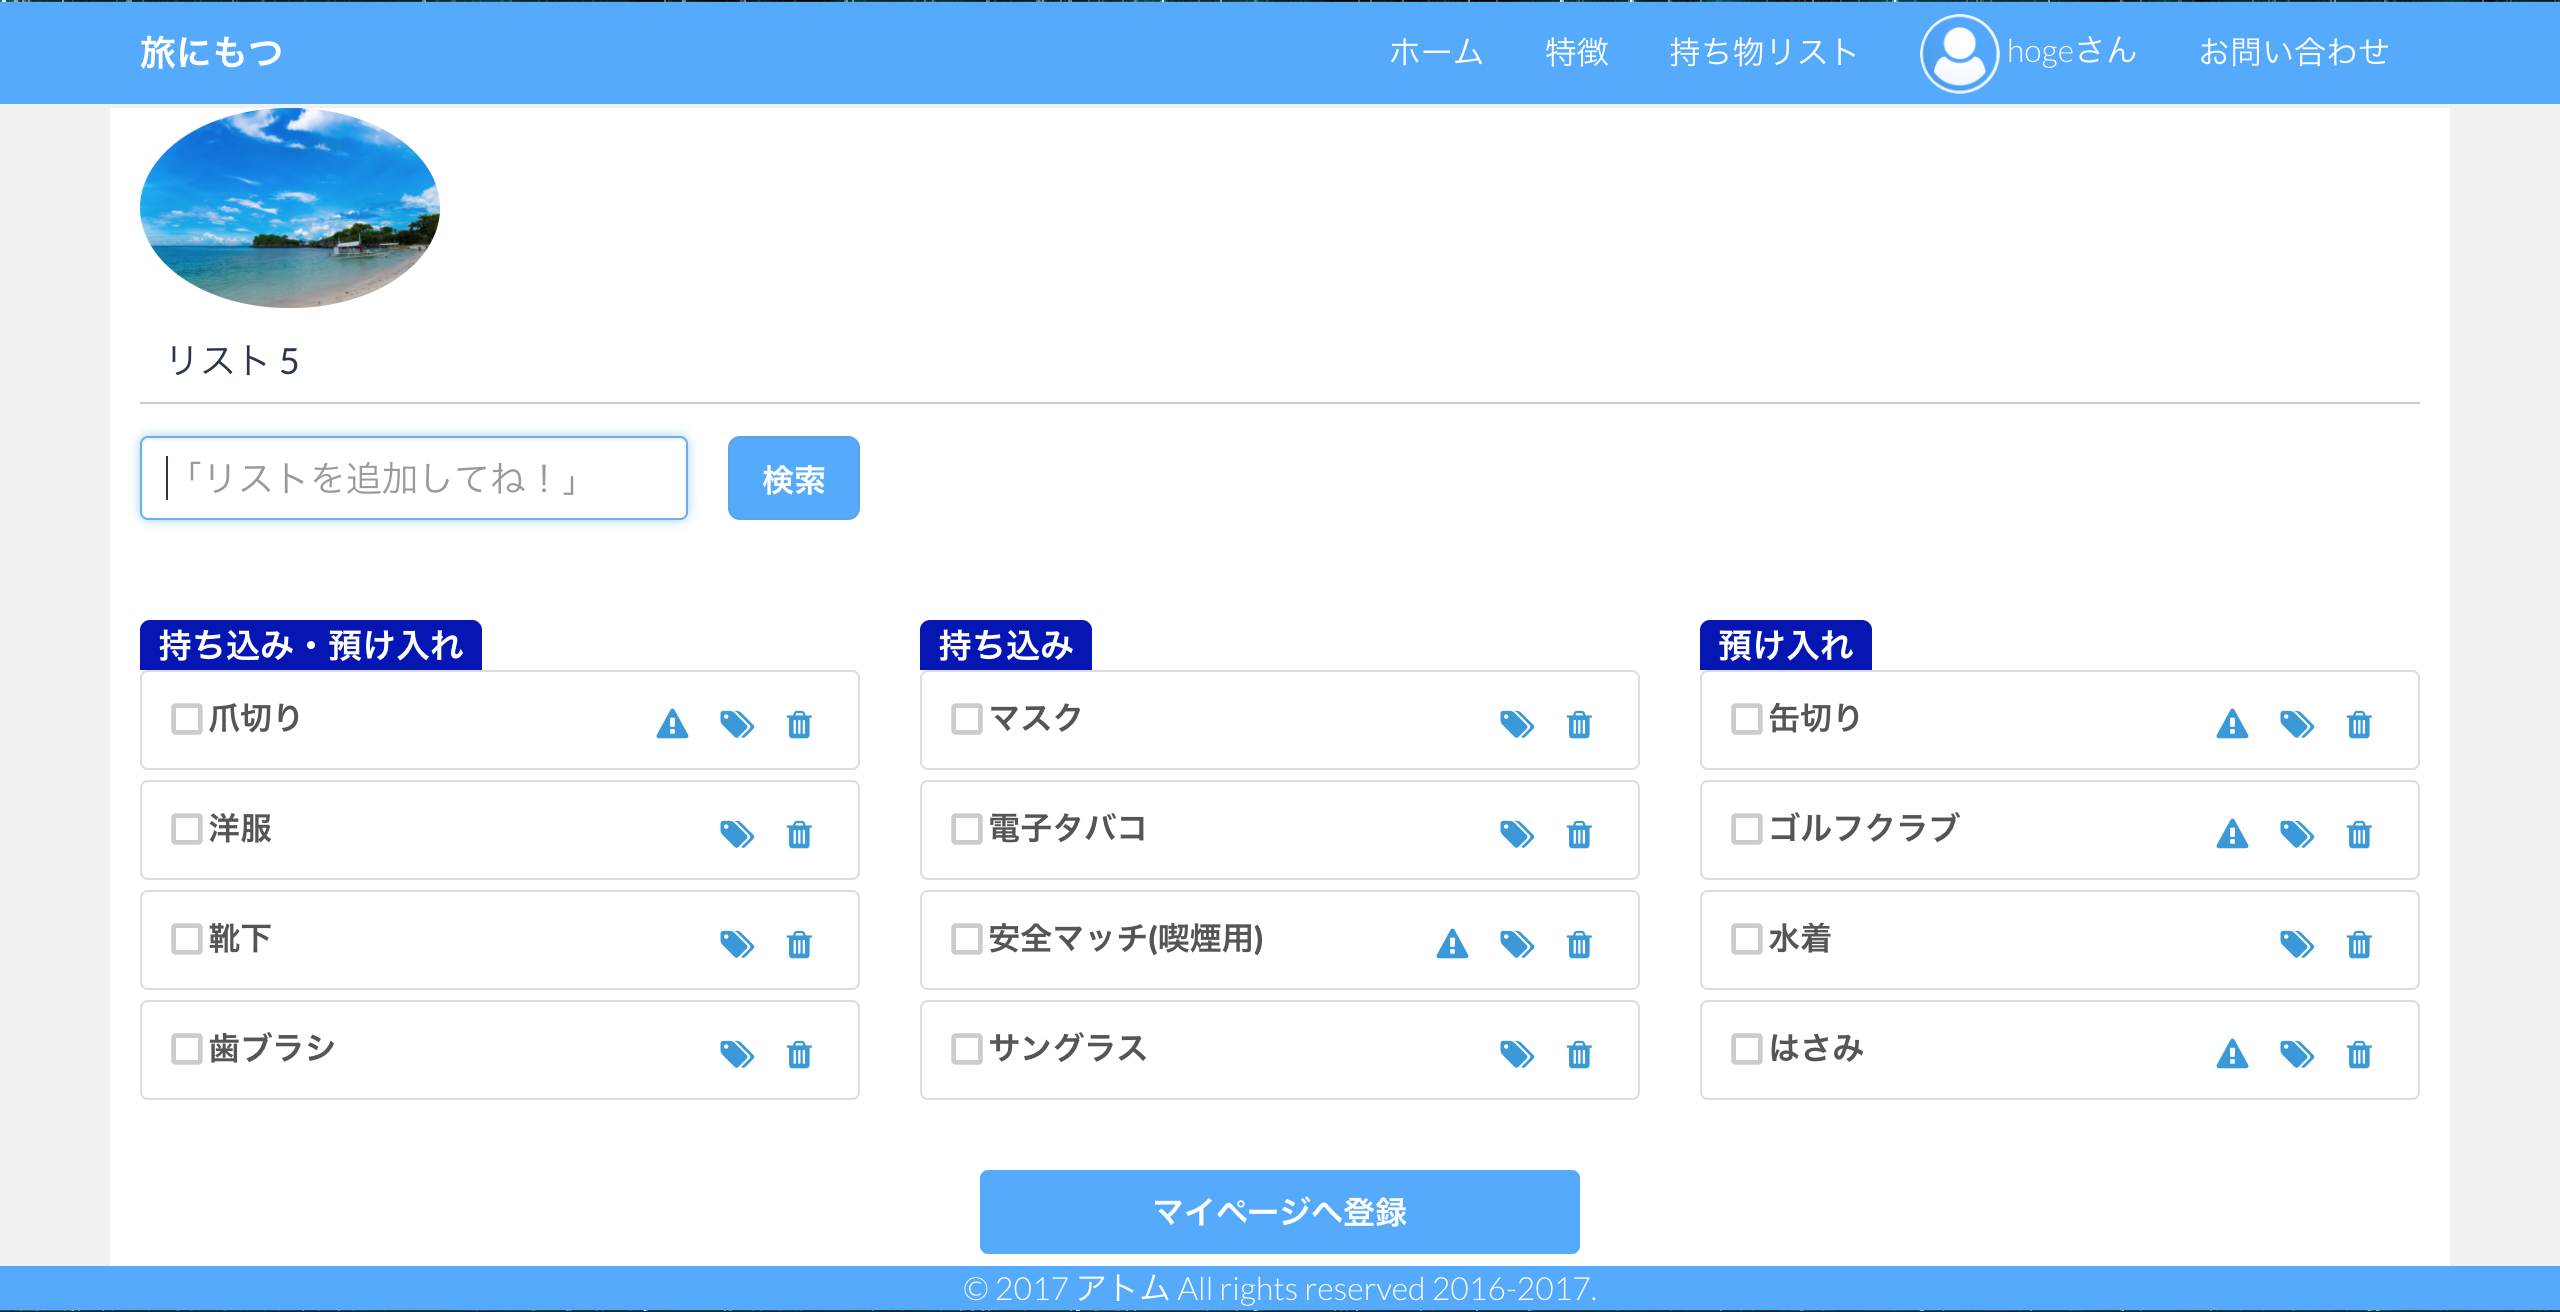 旅にもつ ホーム 特徴 持ち物リスト hogeさん お問い合わせ
リスト 5
「リストを追加してね！」 検索
持ち込み・預け入れ
爪切り
洋服
靴下
歯ブラシ
持ち込み
マスク
電子タバコ
安全マッチ(喫煙用)
サングラス
預け入れ
缶切り
ゴルフクラブ
水着
はさみ
マイページへ登録
© 2017 アトム All rights reserved 2016-2017.